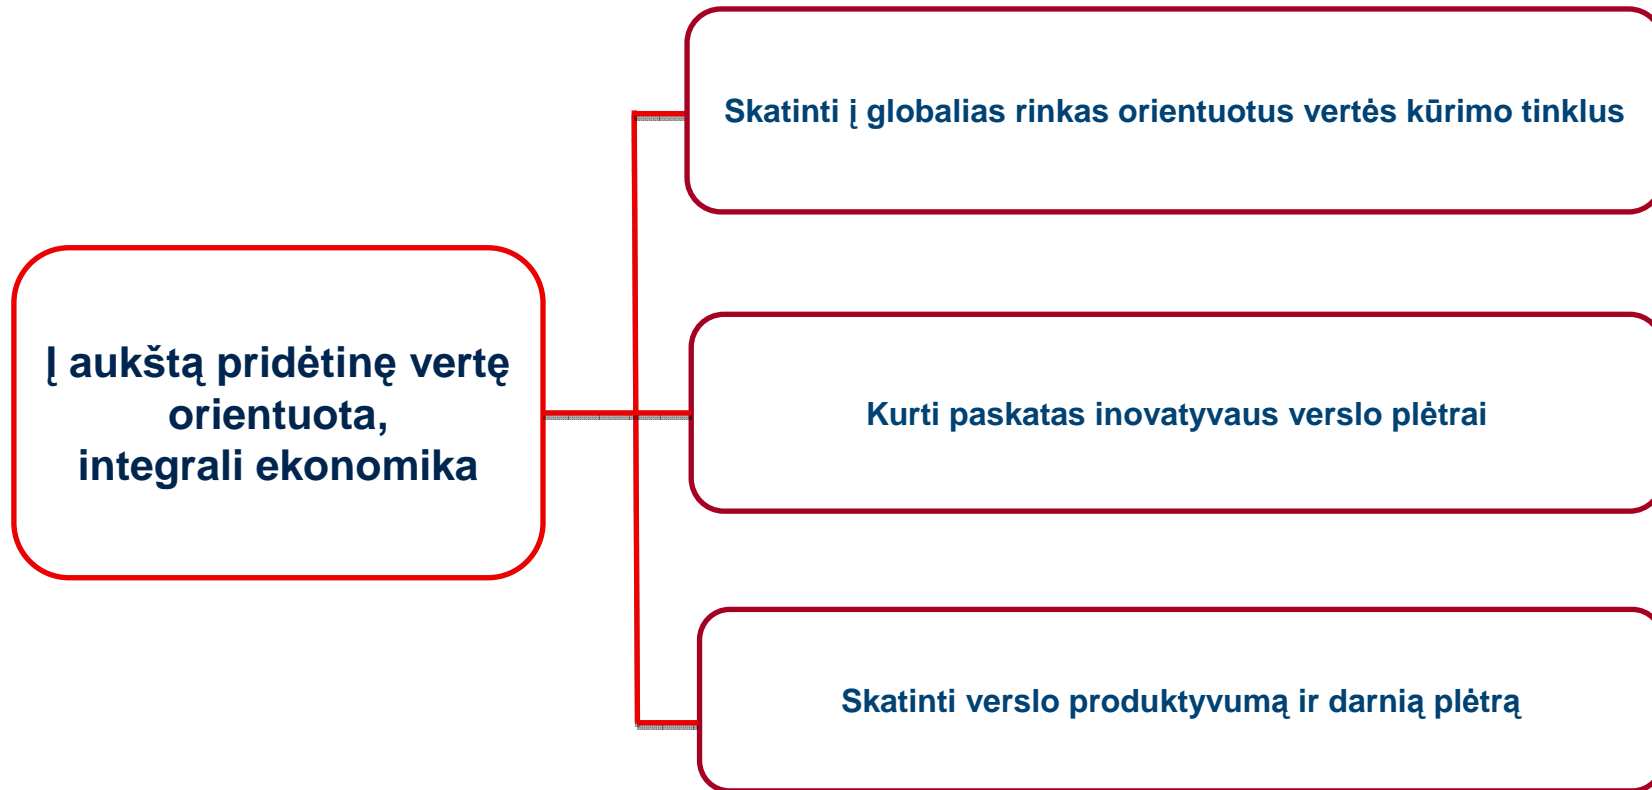 Į aukštą pridėtinę vertę
orientuota,
integrali ekonomika
Skatinti į globalias rinkas orientuotus vertės kūrimo tinklus
Kurti paskatas inovatyvaus verslo plėtrai
Skatinti verslo produktyvumą ir darnią plėtrą